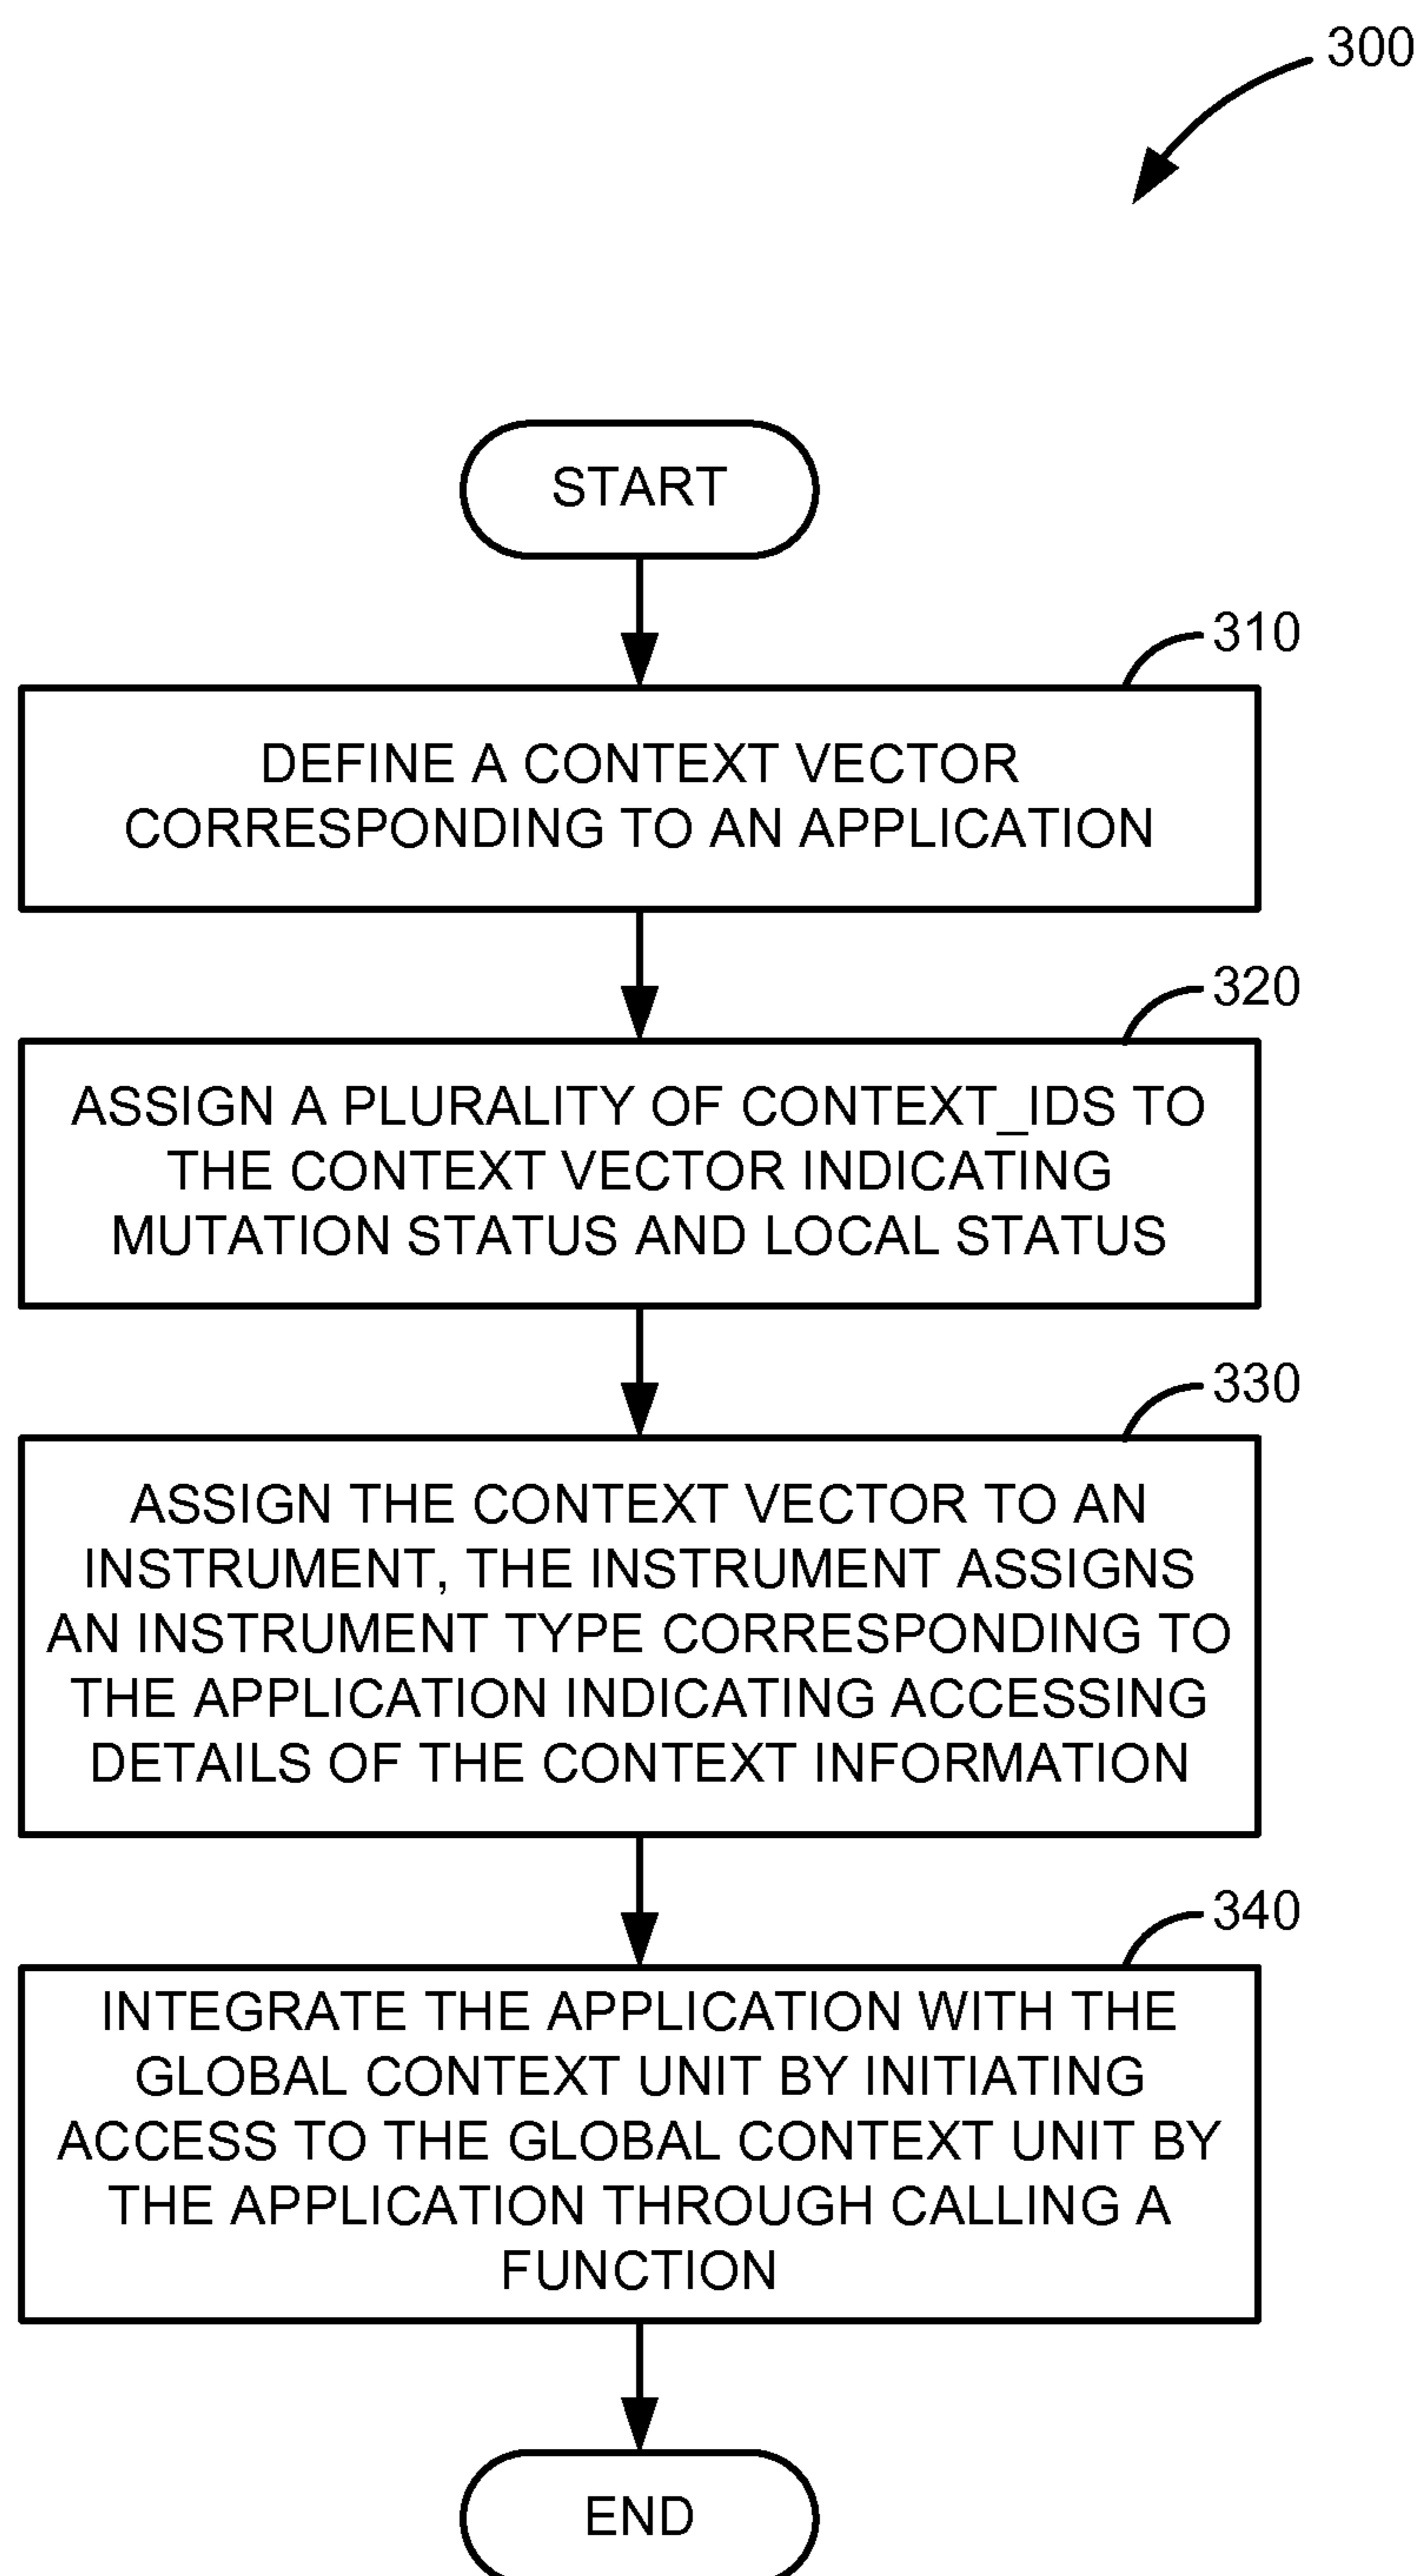 300
START
310
DEFINE A CONTEXT VECTOR
CORRESPONDING TO AN APPLICATION
320
ASSIGN A PLURALITY OF CONTEXT_IDS TO
THE CONTEXT VECTOR INDICATING
MUTATION STATUS AND LOCAL STATUS
330
ASSIGN THE CONTEXT VECTOR TO AN
INSTRUMENT, THE INSTRUMENT ASSIGNS
AN INSTRUMENT TYPE CORRESPONDING TO
THE APPLICATION INDICATING ACCESSING
DETAILS OF THE CONTEXT INFORMATION
340
INTEGRATE THE APPLICATION WITH THE
GLOBAL CONTEXT UNIT BY INITIATING
ACCESS TO THE GLOBAL CONTEXT UNIT BY
THE APPLICATION THROUGH CALLING A
FUNCTION
END